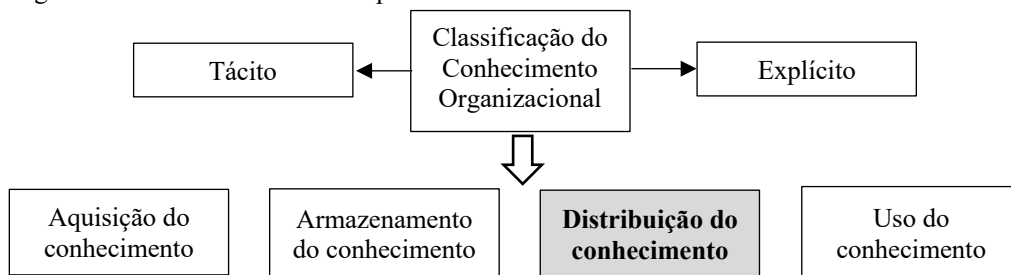 Classificação do
Conhecimento
Organizacional
Tácito
Explícito
Aquisição do
conhecimento
Armazenamento
do conhecimento
Distribuição do
conhecimento
Uso do
conhecimento